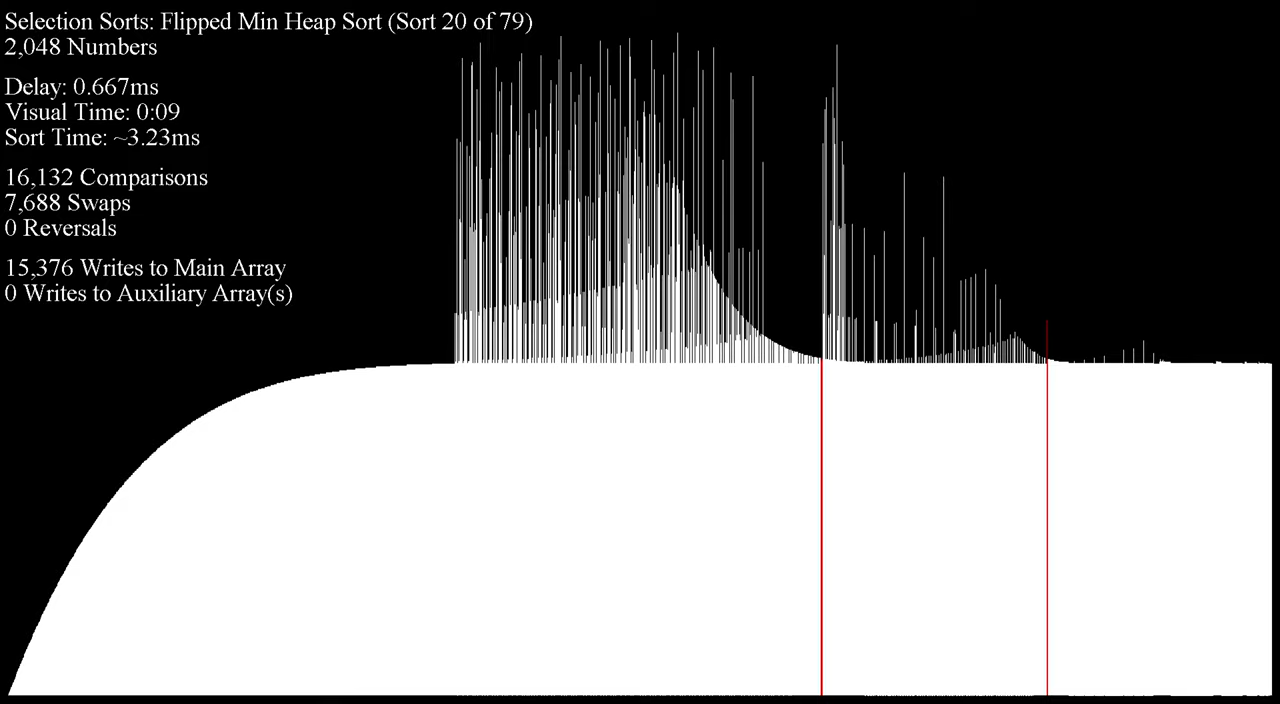 Selection Sorts: Flipped Min Heap Sort (Sort 20 of 79)
2,048 Numbers
Delay: 0.667ms
Visual Time: 0:09
Sort Time: ~3.23ms
16,132 Comparisons
7,688 Swaps
0 Reversals
15,376 Writes to Main Array
0 Writes to Auxiliary Array(s)